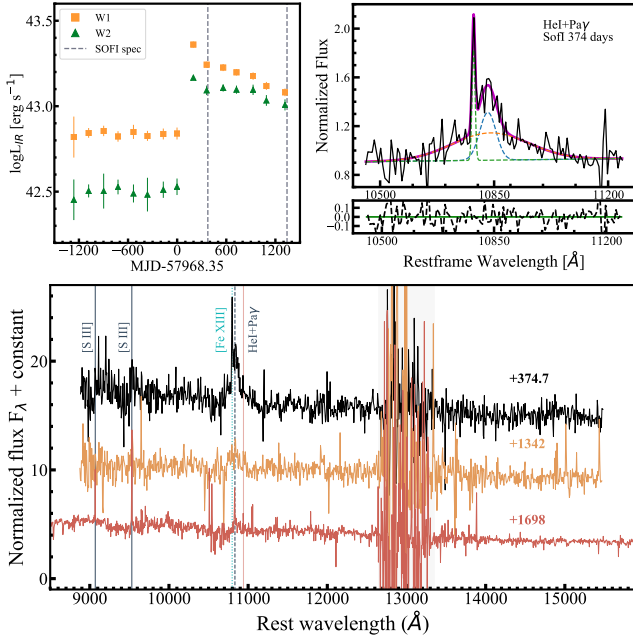 W1
W2
SOFI spec
43.5
43.0
42.5
logL_IR [erg s⁻¹]
-1200 -600 0 600 1200
MJD-57968.35
HeI+Paγ
SofI 374 days
2.0
1.6
1.2
0.8
Normalized Flux
10500 10850 11200
0.1
0.0
−0.1
10500 10850 11200
Restframe Wavelength [Å]
[S III]
[S III]
[Fe XIII]
HeI+Paγ
+374.7
+1342
+1698
20
10
0
Normalized flux F_λ + constant
9000 10000 11000 12000 13000 14000 15000
Rest wavelength (Å)